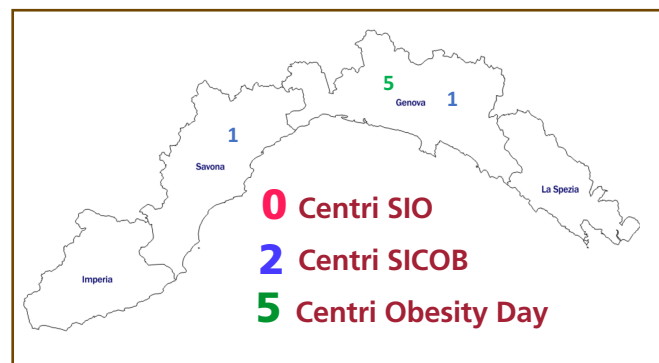 5
Genova
1
1
Savona
La Spezia
0 Centri SIO
2 Centri SICOB
Imperia
5 Centri Obesity Day